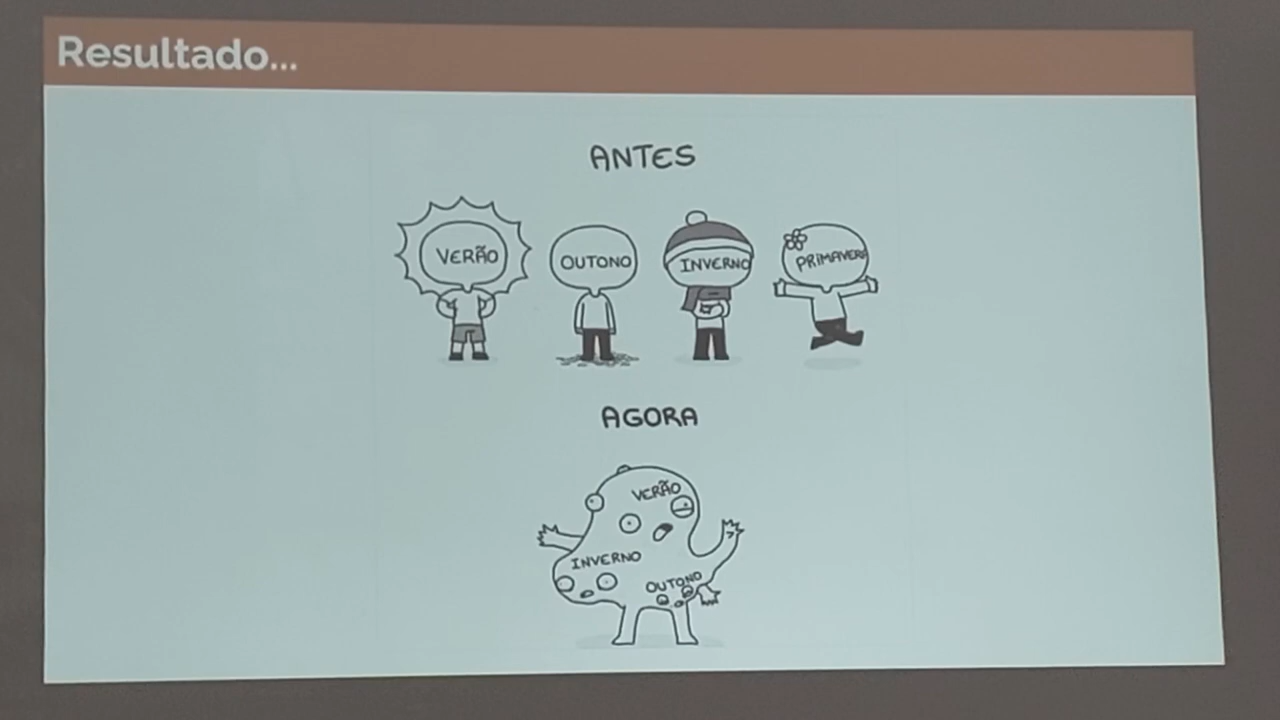 Resultado...
ANTES
VERÃO
OUTONO
INVERNO
PRIMAVERA
AGORA
VERÃO
INVERNO
OUTONO